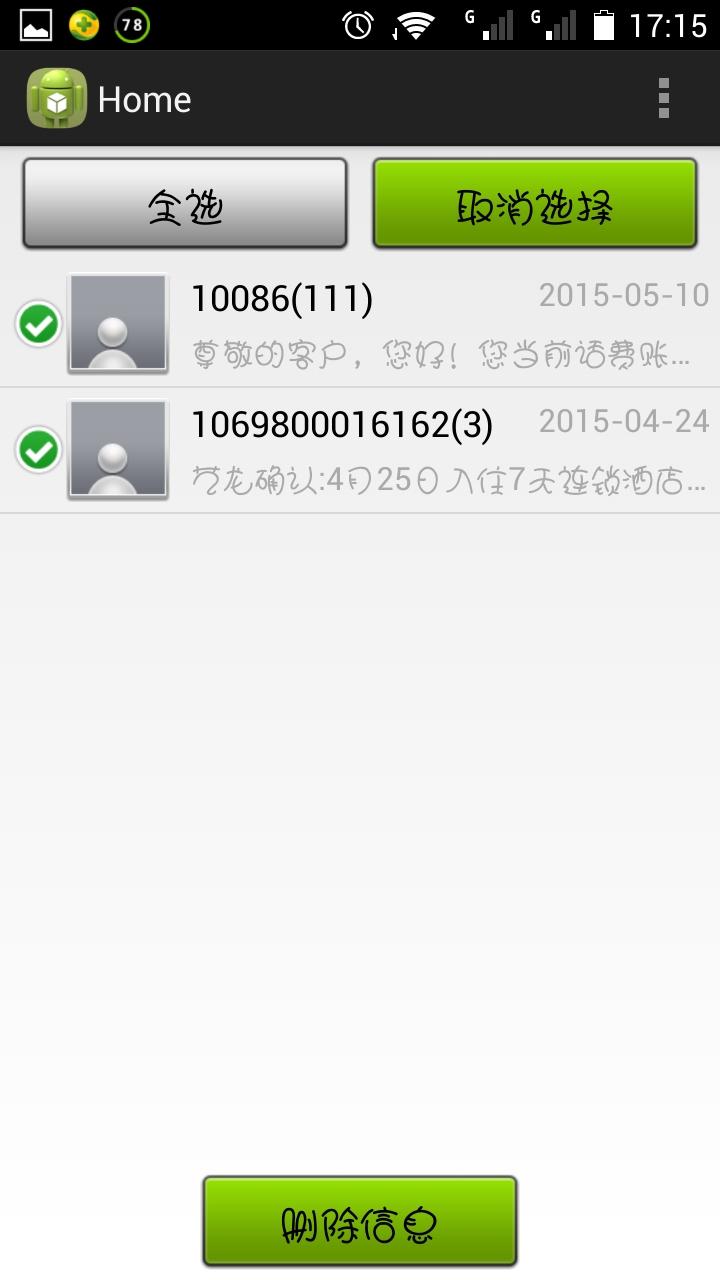 78 G G 17:15
Home
全选 取消选择
10086(111) 2015-05-10
尊敬的客户，您好！您当前话费账...
1069800016162(3) 2015-04-24
艺龙确认:4月25日入住7天连锁酒店...
删除信息